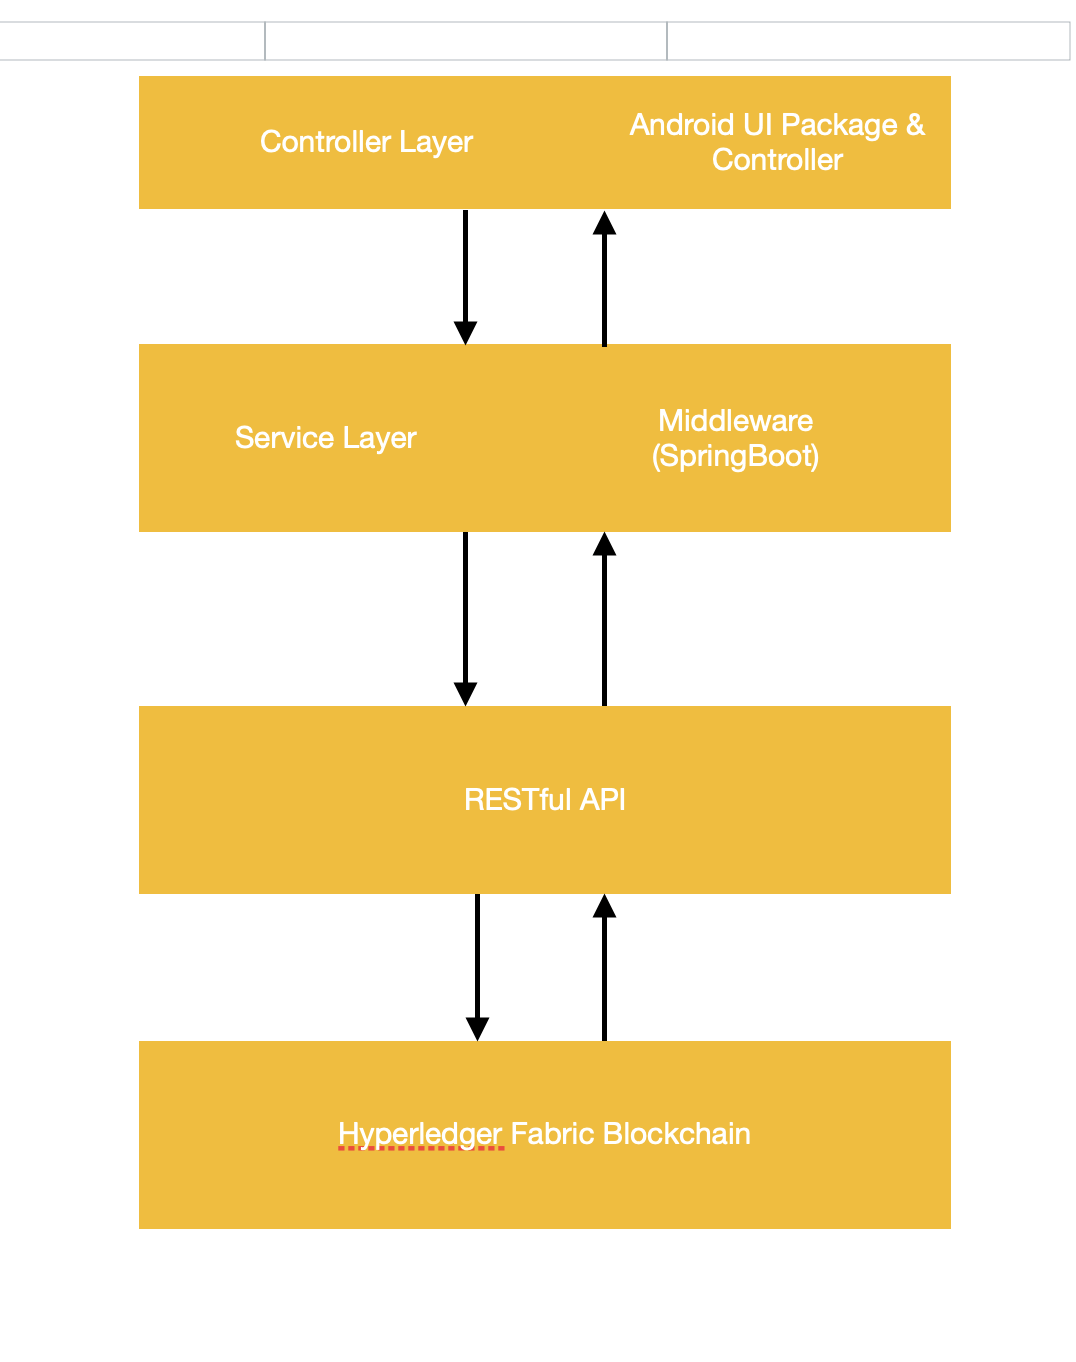 Controller Layer
Android UI Package &
Controller
Service Layer
Middleware
(SpringBoot)
RESTful API
Hyperledger Fabric Blockchain